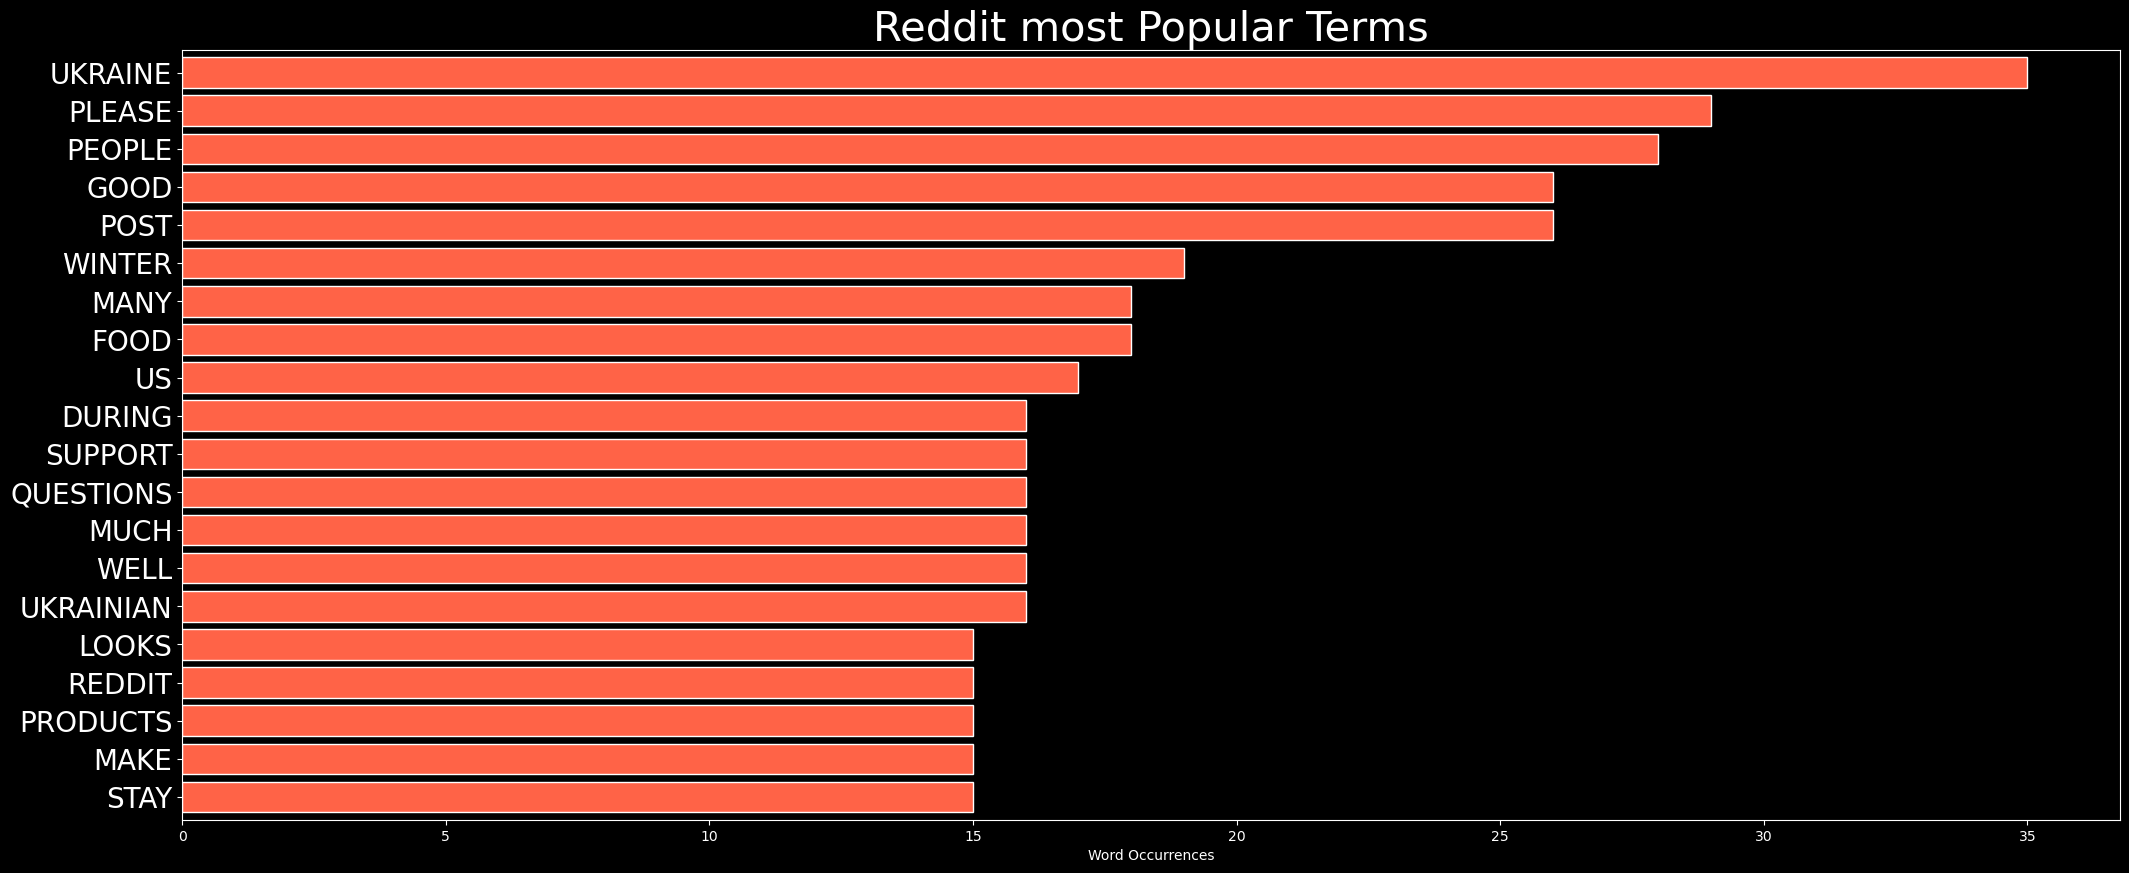 Reddit most Popular Terms
UKRAINE
PLEASE
PEOPLE
GOOD
POST
WINTER
MANY
FOOD
US
DURING
SUPPORT
QUESTIONS
MUCH
WELL
UKRAINIAN
LOOKS
REDDIT
PRODUCTS
MAKE
STAY
0 5 10 15 20 25 30 35
Word Occurrences